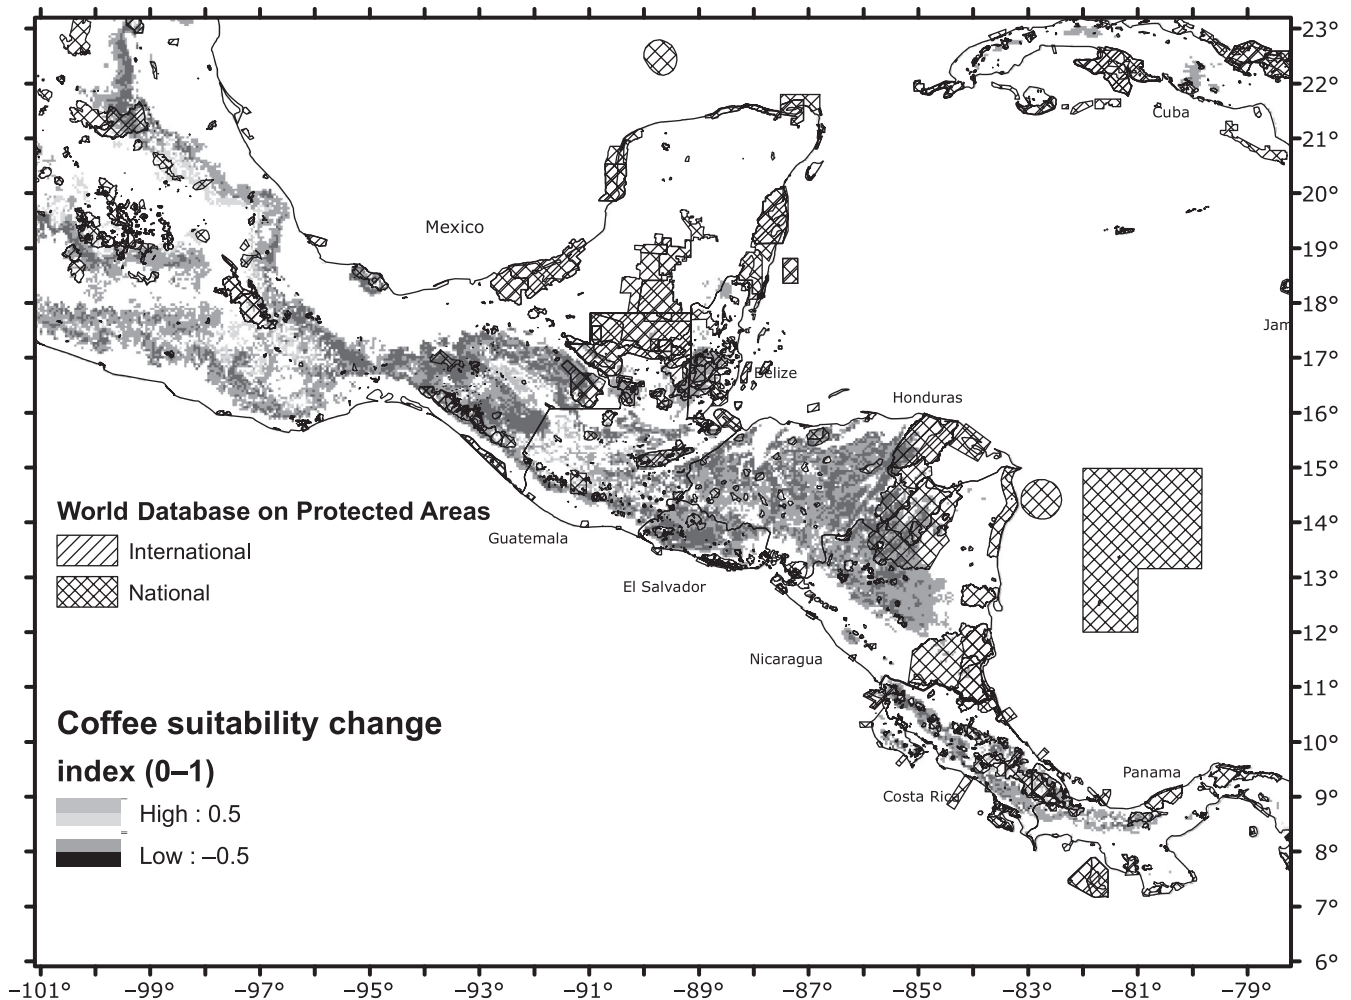 23°
22°
Cuba
21°
20°
Mexico
19°
18°
Jam
17°
Belize
Honduras
16°
15°
World Database on Protected Areas
14°
Guatemala
International
El Salvador
13°
National
12°
Nicaragua
11°
Coffee suitability change
index (0–1)
10°
Panama
Costa Rica
9°
High : 0.5
Low : –0.5
8°
7°
6°
–101° –99° –97° –95° –93° –91° –89° –87° –85° –83° –81° –79°